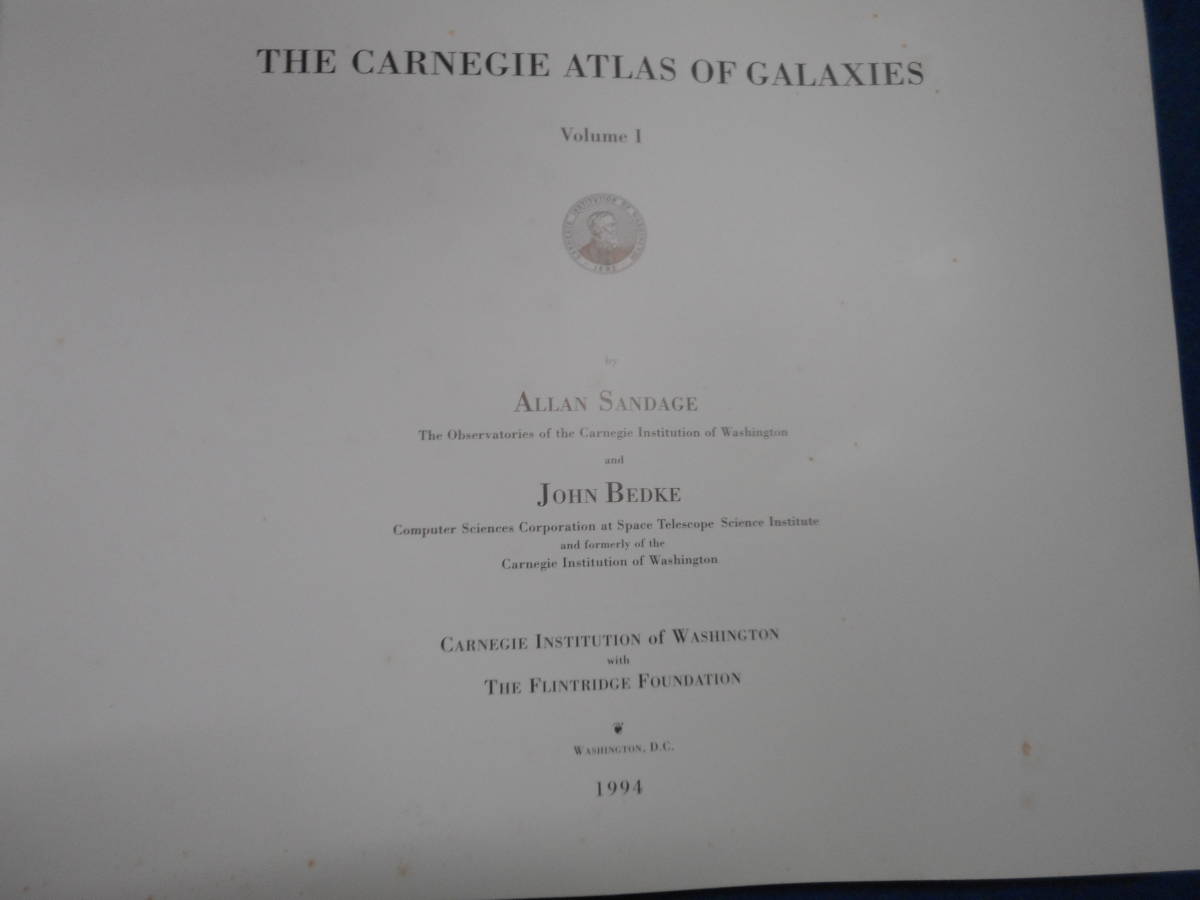 THE CARNEGIE ATLAS OF GALAXIES
Volume I
by
ALLAN SANDAGE
The Observatories of the Carnegie Institution of Washington
and
JOHN BEDKE
Computer Sciences Corporation at Space Telescope Science Institute
and formerly of the
Carnegie Institution of Washington
CARNEGIE INSTITUTION of WASHINGTON
with
THE FLINTRIDGE FOUNDATION
WASHINGTON, D.C.
1994